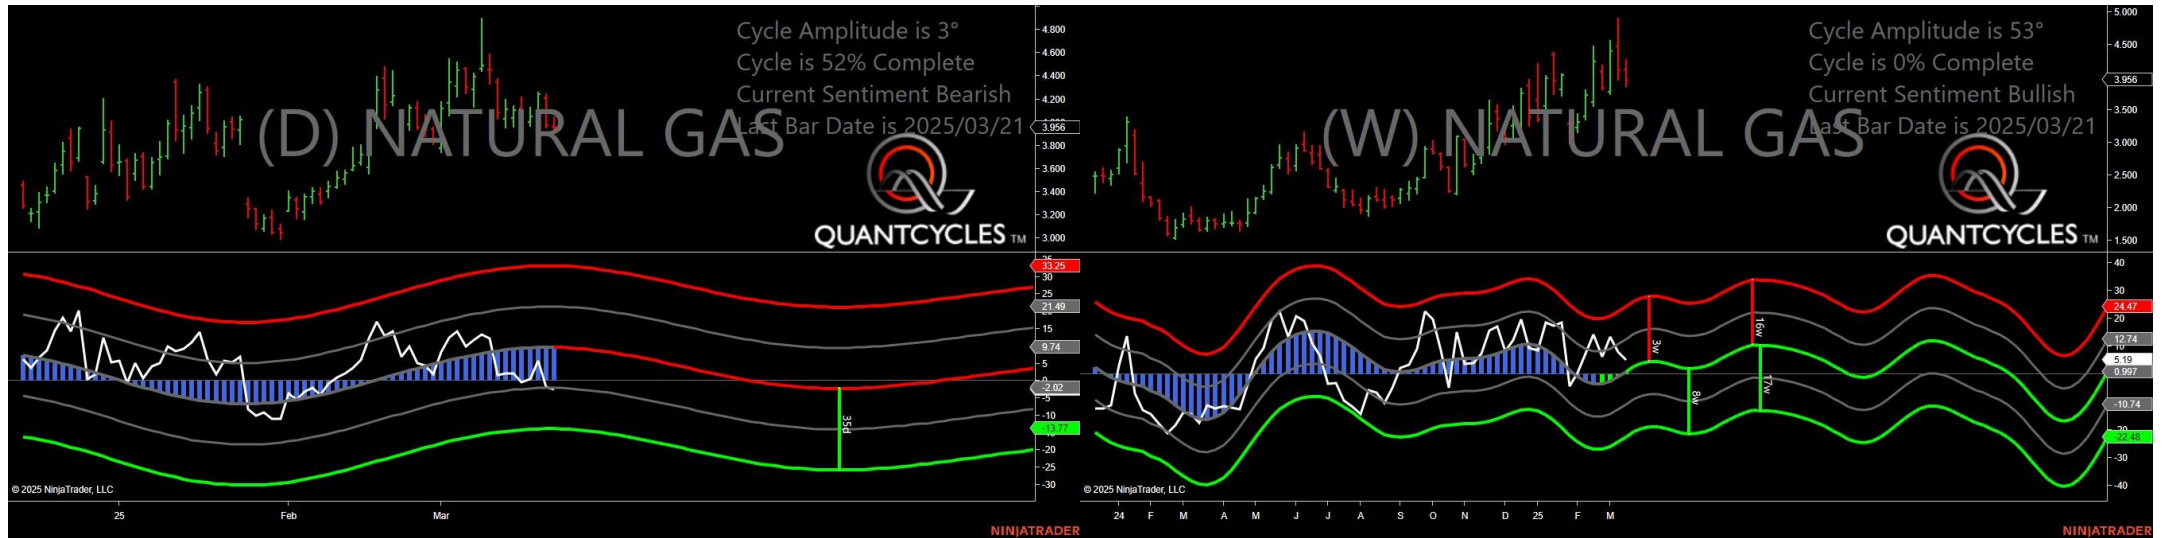 Cycle Amplitude is 3°
Cycle is 52% Complete
Current Sentiment Bearish
Last Bar Date is 2025/03/21
(D) NATURAL GAS
QUANTCYCLES TM
4.800
4.600
4.400
4.200
3.956
3.800
3.600
3.400
3.200
3.000
33.25
30
25
21.49
15
9.74
5
0
-2.02
-5
-10
-13.77
-20
-25
-30
35d
© 2025 NinjaTrader, LLC
25 Feb Mar
NINJATRADER
Cycle Amplitude is 53°
Cycle is 0% Complete
Current Sentiment Bullish
Last Bar Date is 2025/03/21
(W) NATURAL GAS
QUANTCYCLES TM
5.000
4.500
3.956
3.500
3.000
2.500
2.000
1.500
40
30
24.47
20
12.74
5.19
0.997
-10.74
-22.48
-30
-40
3w
8w
16w
17w
© 2025 NinjaTrader, LLC
24 F M A M J J A S O N D 25 F M
NINJATRADER